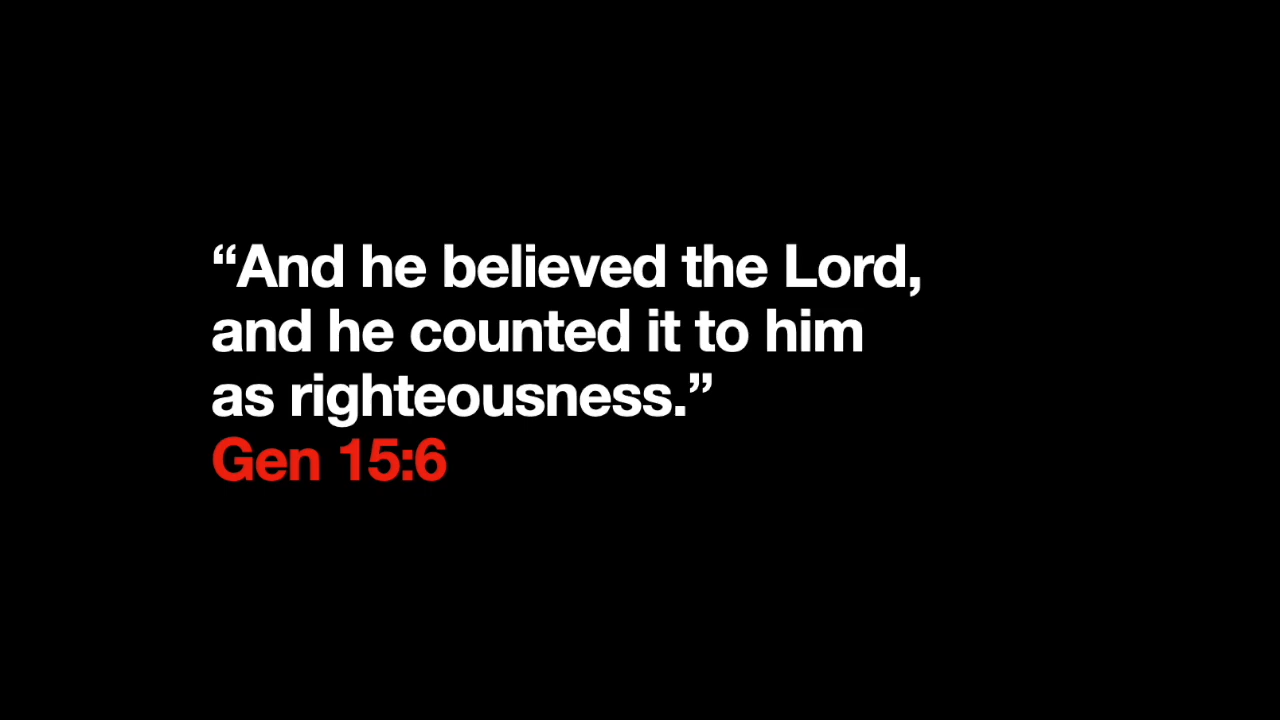 “And he believed the Lord,
and he counted it to him
as righteousness.”
Gen 15:6